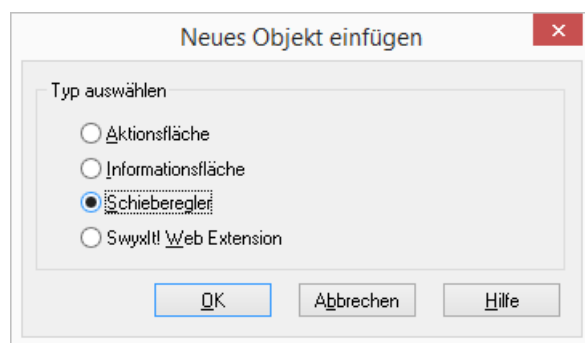 Neues Objekt einfügen
Typ auswählen
Aktionsfläche
Informationsfläche
Schieberegler
SwyxIt! Web Extension
OK Abbrechen Hilfe